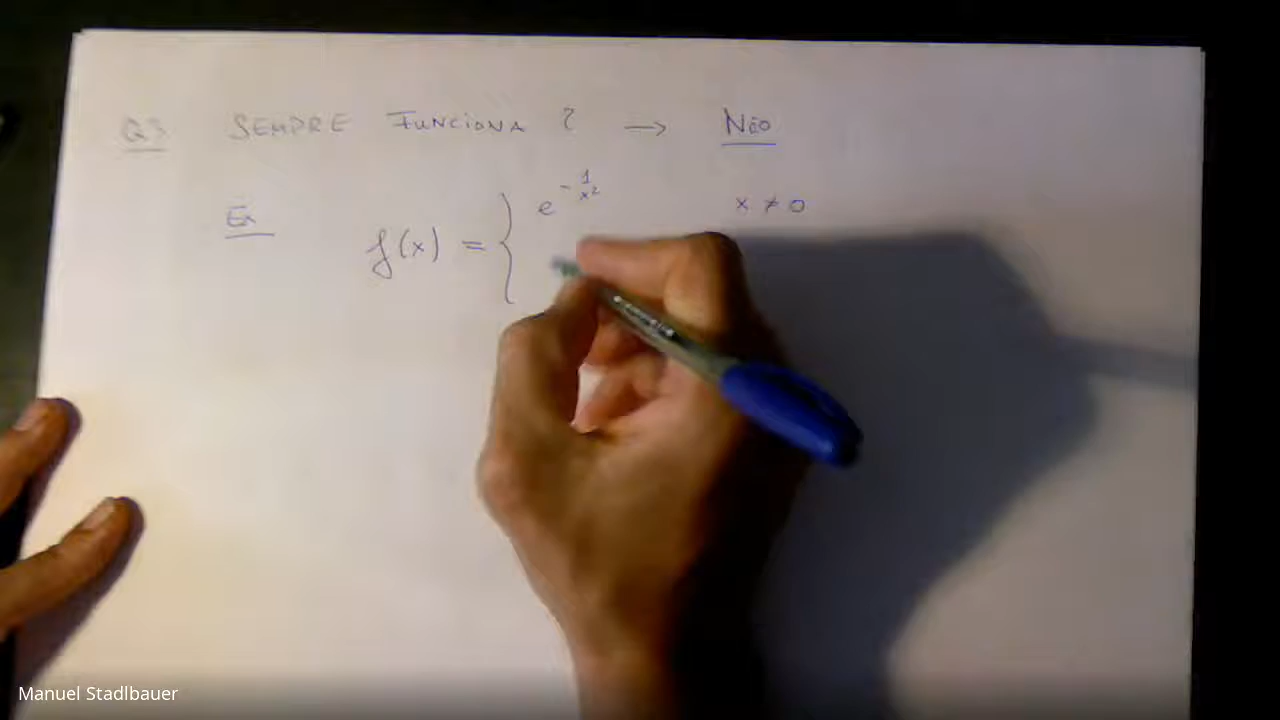 Q3 SEMPRE FUNCIONA ? → NÃO
Ex f(x) = { e^{-1/x²} x ≠ 0
Manuel Stadlbauer